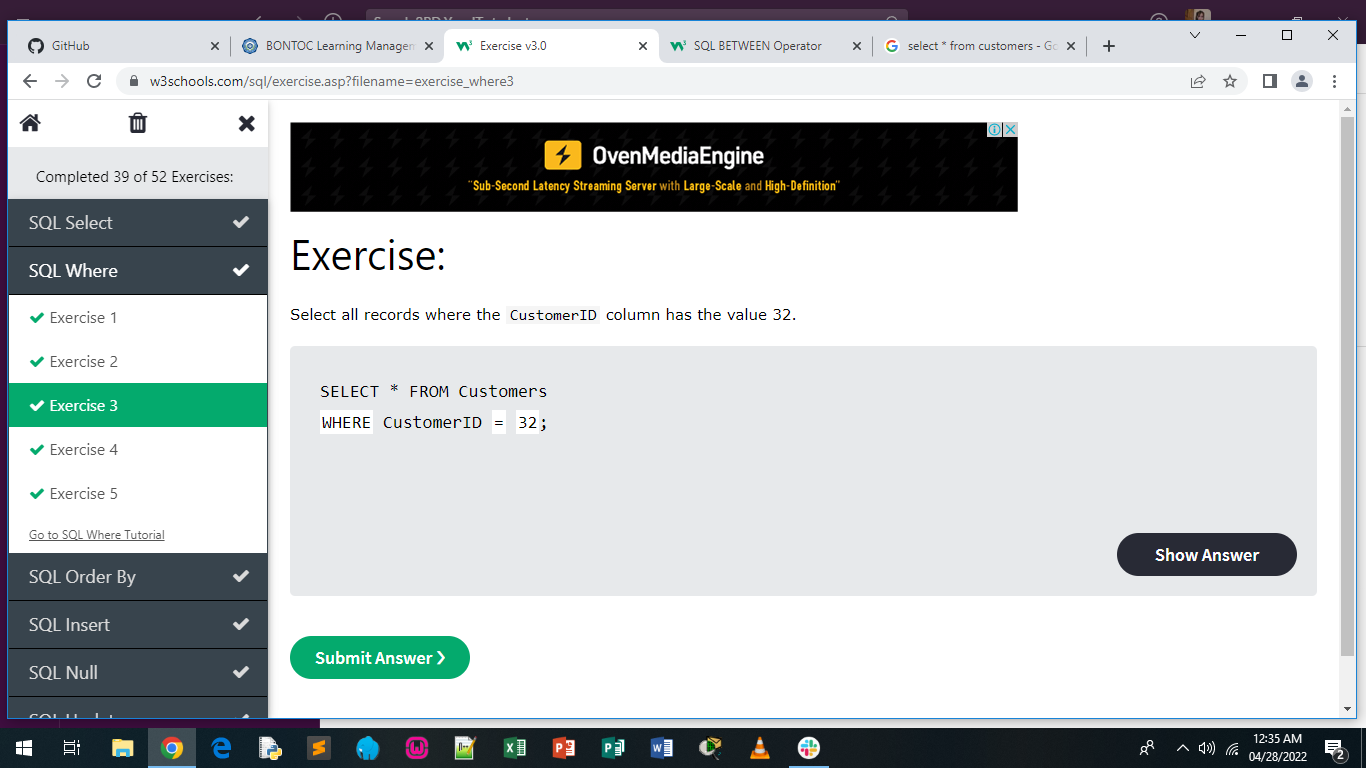 GitHub
BONTOC Learning Managem
Exercise v3.0
SQL BETWEEN Operator
select * from customers - Go
w3schools.com/sql/exercise.asp?filename=exercise_where3
Completed 39 of 52 Exercises:
SQL Select
SQL Where
Exercise 1
Exercise 2
Exercise 3
Exercise 4
Exercise 5
Go to SQL Where Tutorial
SQL Order By
SQL Insert
SQL Null
OvenMediaEngine
"Sub-Second Latency Streaming Server with Large-Scale and High-Definition"
Exercise:
Select all records where the CustomerID column has the value 32.
SELECT * FROM Customers
WHERE CustomerID = 32;
Show Answer
Submit Answer ❯
12:35 AM
04/28/2022
2